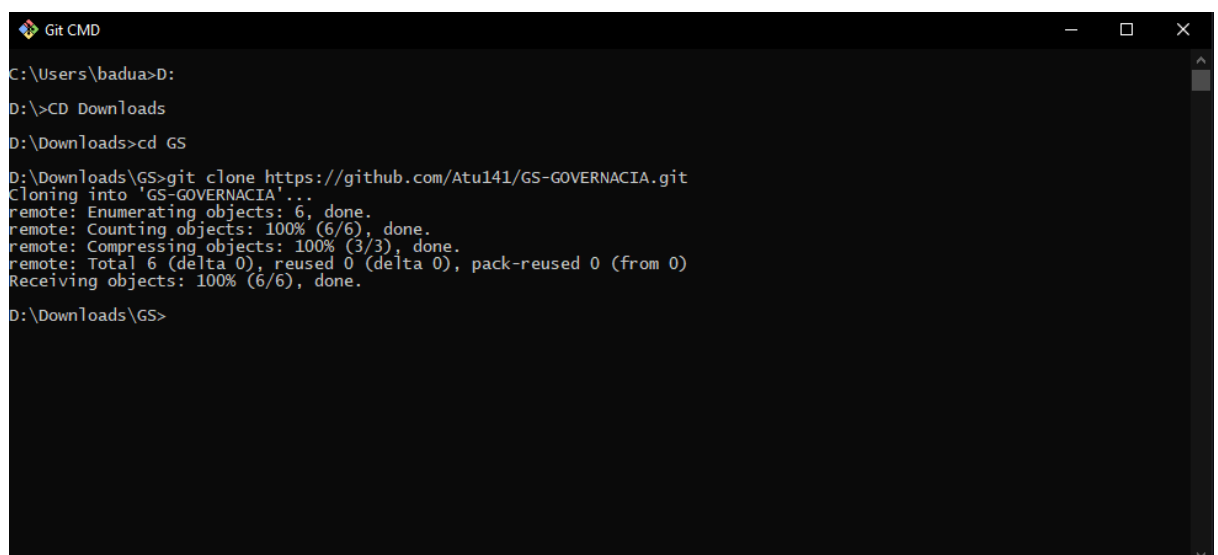 Git CMD
C:\Users\badua>D:
D:\>CD Downloads
D:\Downloads>cd GS
D:\Downloads\GS>git clone https://github.com/Atu141/GS-GOVERNACIA.git
Cloning into 'GS-GOVERNACIA'...
remote: Enumerating objects: 6, done.
remote: Counting objects: 100% (6/6), done.
remote: Compressing objects: 100% (3/3), done.
remote: Total 6 (delta 0), reused 0 (delta 0), pack-reused 0 (from 0)
Receiving objects: 100% (6/6), done.
D:\Downloads\GS>